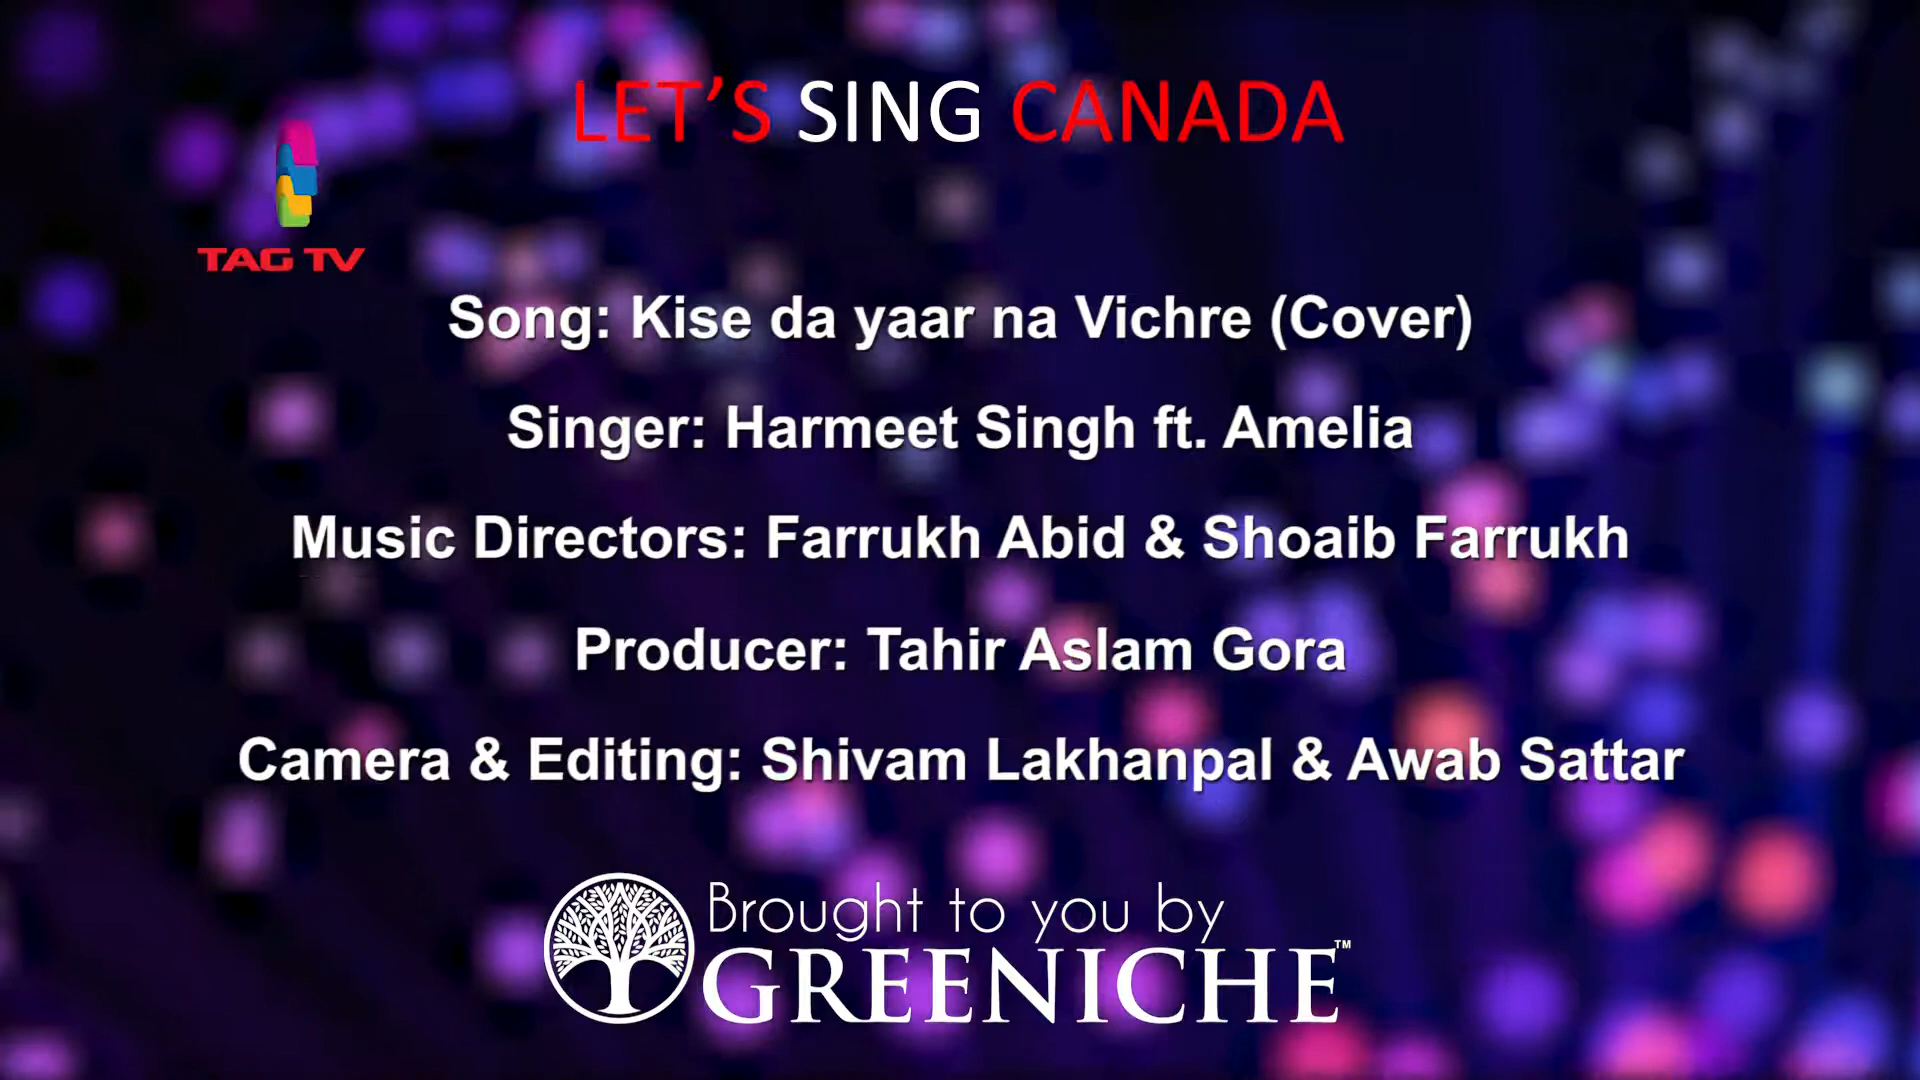 LET'S SING CANADA
TAG TV
Song: Kise da yaar na Vichre (Cover)
Singer: Harmeet Singh ft. Amelia
Music Directors: Farrukh Abid & Shoaib Farrukh
Producer: Tahir Aslam Gora
Camera & Editing: Shivam Lakhanpal & Awab Sattar
Brought to you by
GREENICHE™